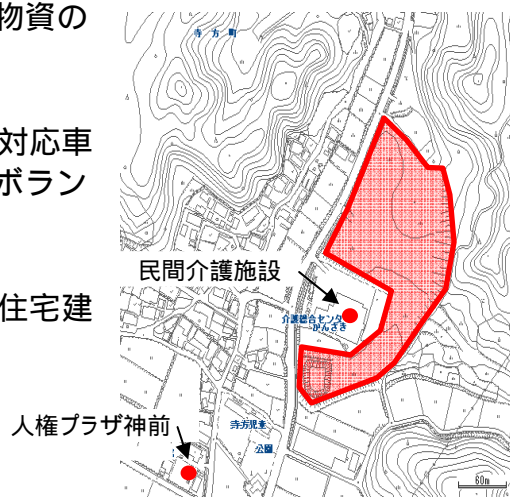 物資の
対応車
ボラン
住宅建
寺方町
民間介護施設
介護総合センター
かんざき
人権プラザ神前
寺方児童
公園
60m